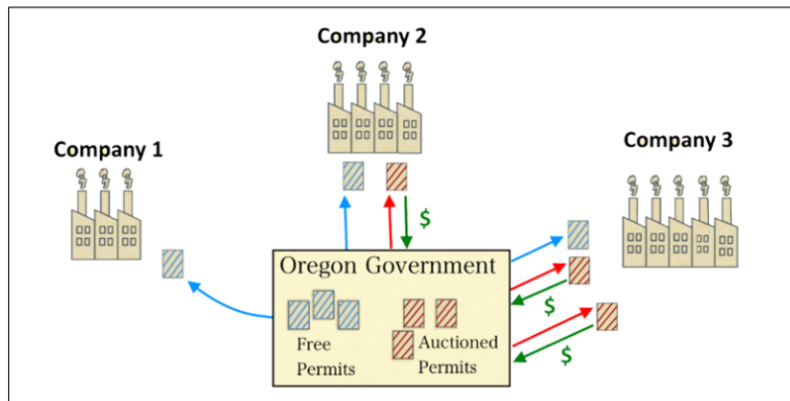 Company 2
Company 1
Company 3
$
Oregon Government
$
$
Free
Permits
Auctioned
Permits